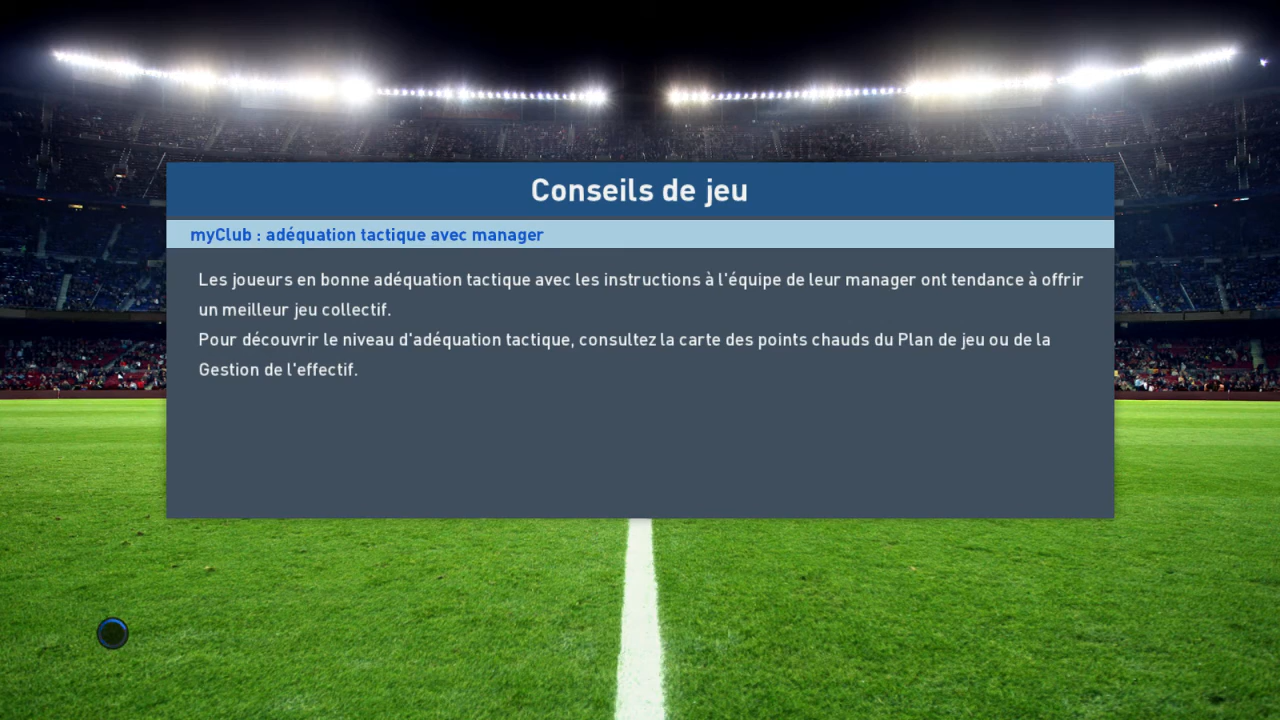 Conseils de jeu
myClub : adéquation tactique avec manager
Les joueurs en bonne adéquation tactique avec les instructions à l'équipe de leur manager ont tendance à offrir
un meilleur jeu collectif.
Pour découvrir le niveau d'adéquation tactique, consultez la carte des points chauds du Plan de jeu ou de la
Gestion de l'effectif.